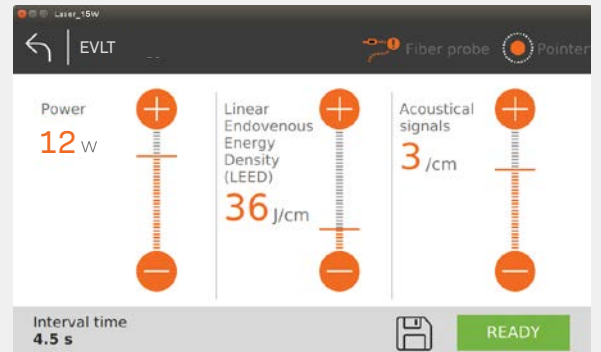 Laser_15W
EVLT
--
Fiber probe
Pointer
Power
12 W
Linear
Endovenous
Energy
Density
(LEED)
36 J/cm
Acoustical
signals
3 /cm
Interval time
4.5 s
READY